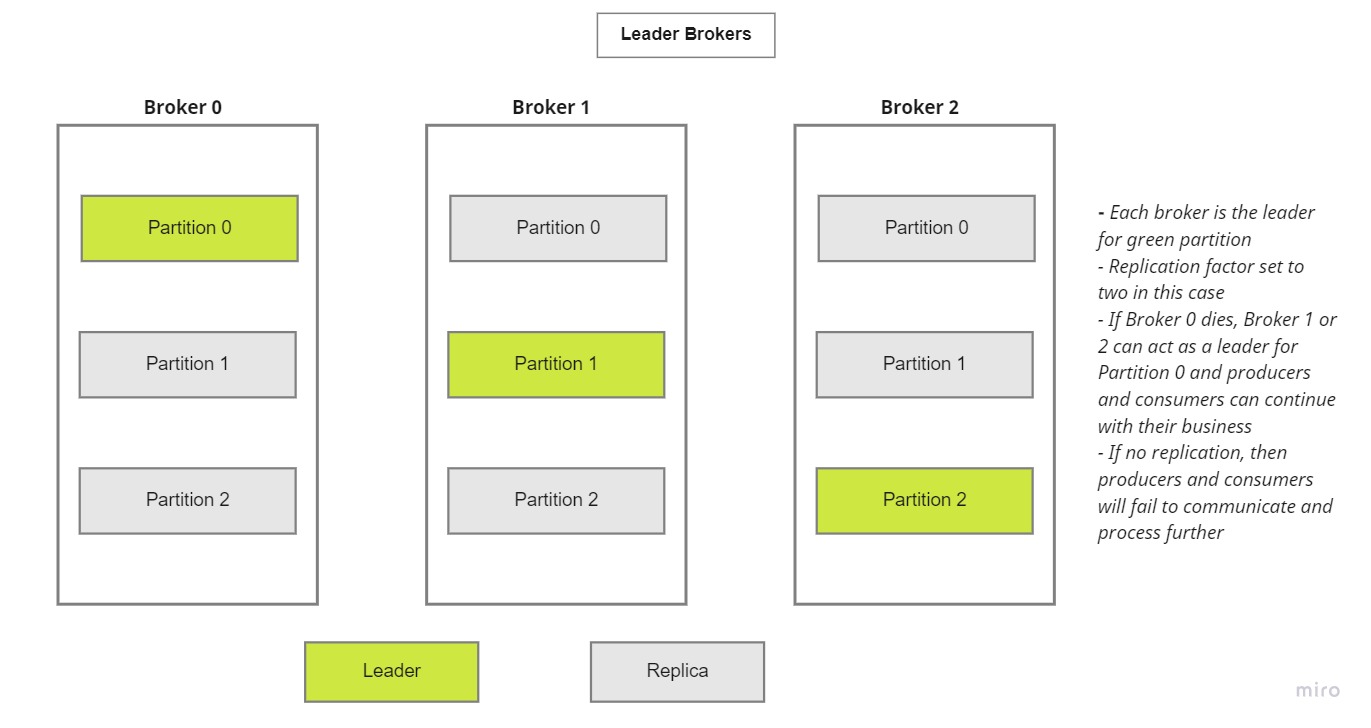 Leader Brokers
Broker 0
Broker 1
Broker 2
Partition 0
Partition 0
Partition 0
Partition 1
Partition 1
Partition 1
Partition 2
Partition 2
Partition 2
- Each broker is the leader
for green partition
- Replication factor set to
two in this case
- If Broker 0 dies, Broker 1 or
2 can act as a leader for
Partition 0 and producers
and consumers can continue
with their business
- If no replication, then
producers and consumers
will fail to communicate and
process further
Leader
Replica
miro